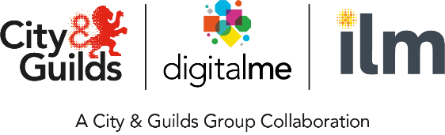 City&
Guilds
digitalme
ilm
A City & Guilds Group Collaboration